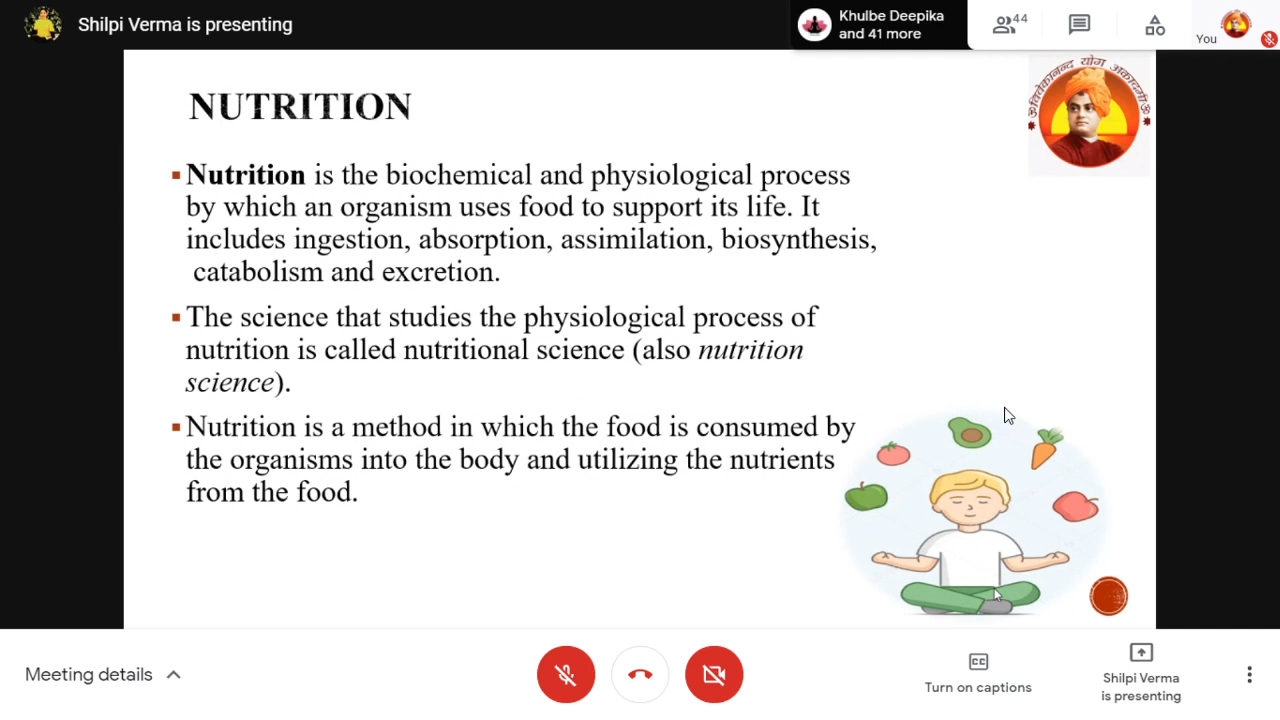 Shilpi Verma is presenting
Khulbe Deepika
and 41 more
44
You
NUTRITION
ॐ विवेकानन्द योग अकादमी ॐ
Nutrition is the biochemical and physiological process
by which an organism uses food to support its life. It
includes ingestion, absorption, assimilation, biosynthesis,
catabolism and excretion.
The science that studies the physiological process of
nutrition is called nutritional science (also nutrition
science).
Nutrition is a method in which the food is consumed by
the organisms into the body and utilizing the nutrients
from the food.
Meeting details
CC
Turn on captions
Shilpi Verma
is presenting